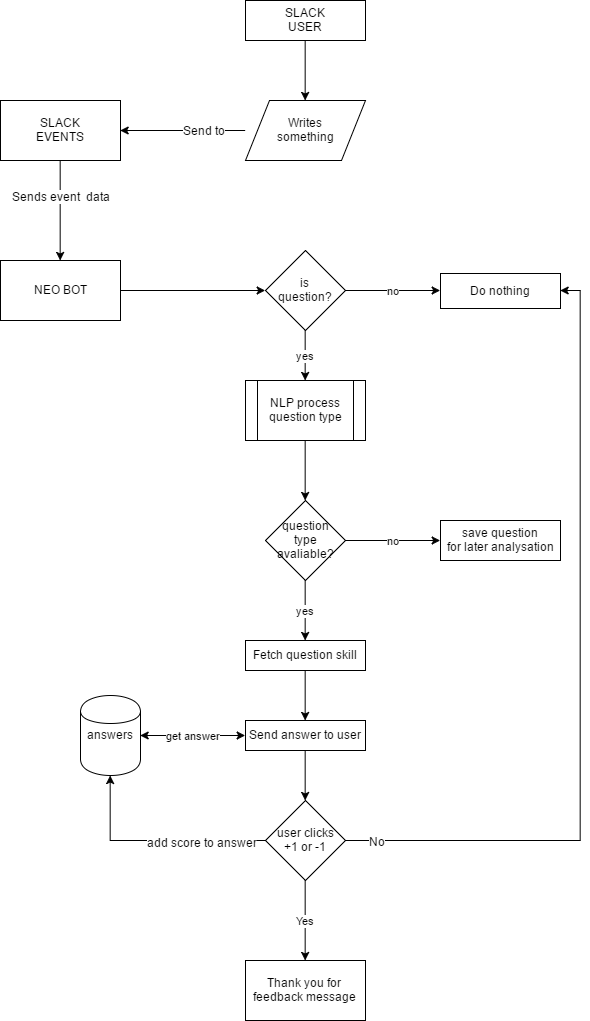 SLACK
USER
Writes
something
Send to
SLACK
EVENTS
Sends event data
NEO BOT
is
question?
no
Do nothing
yes
NLP process
question type
question
type
avaliable?
no
save question
for later analysation
yes
Fetch question skill
answers
get answer
Send answer to user
user clicks
+1 or -1
add score to answer
No
Yes
Thank you for
feedback message